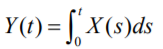 Y(t) = ∫₀ᵗ X(s)ds